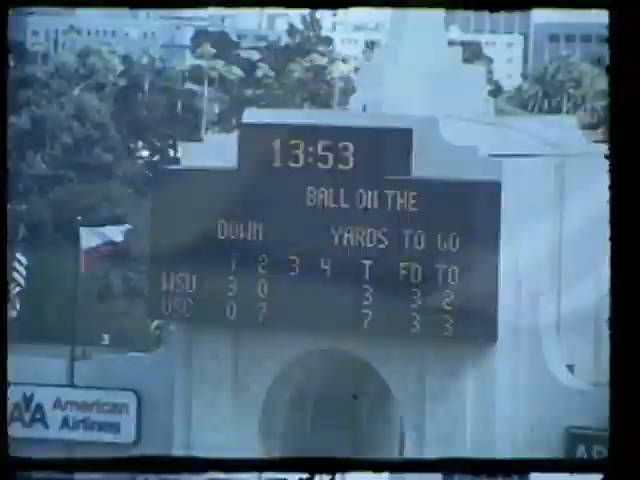 13:53
BALL ON THE
DOWN YARDS TO GO
1 2 3 4 T FD TO
WSU 3 0 3 3 2
USC 0 7 7 3 3
AA American
Airlines